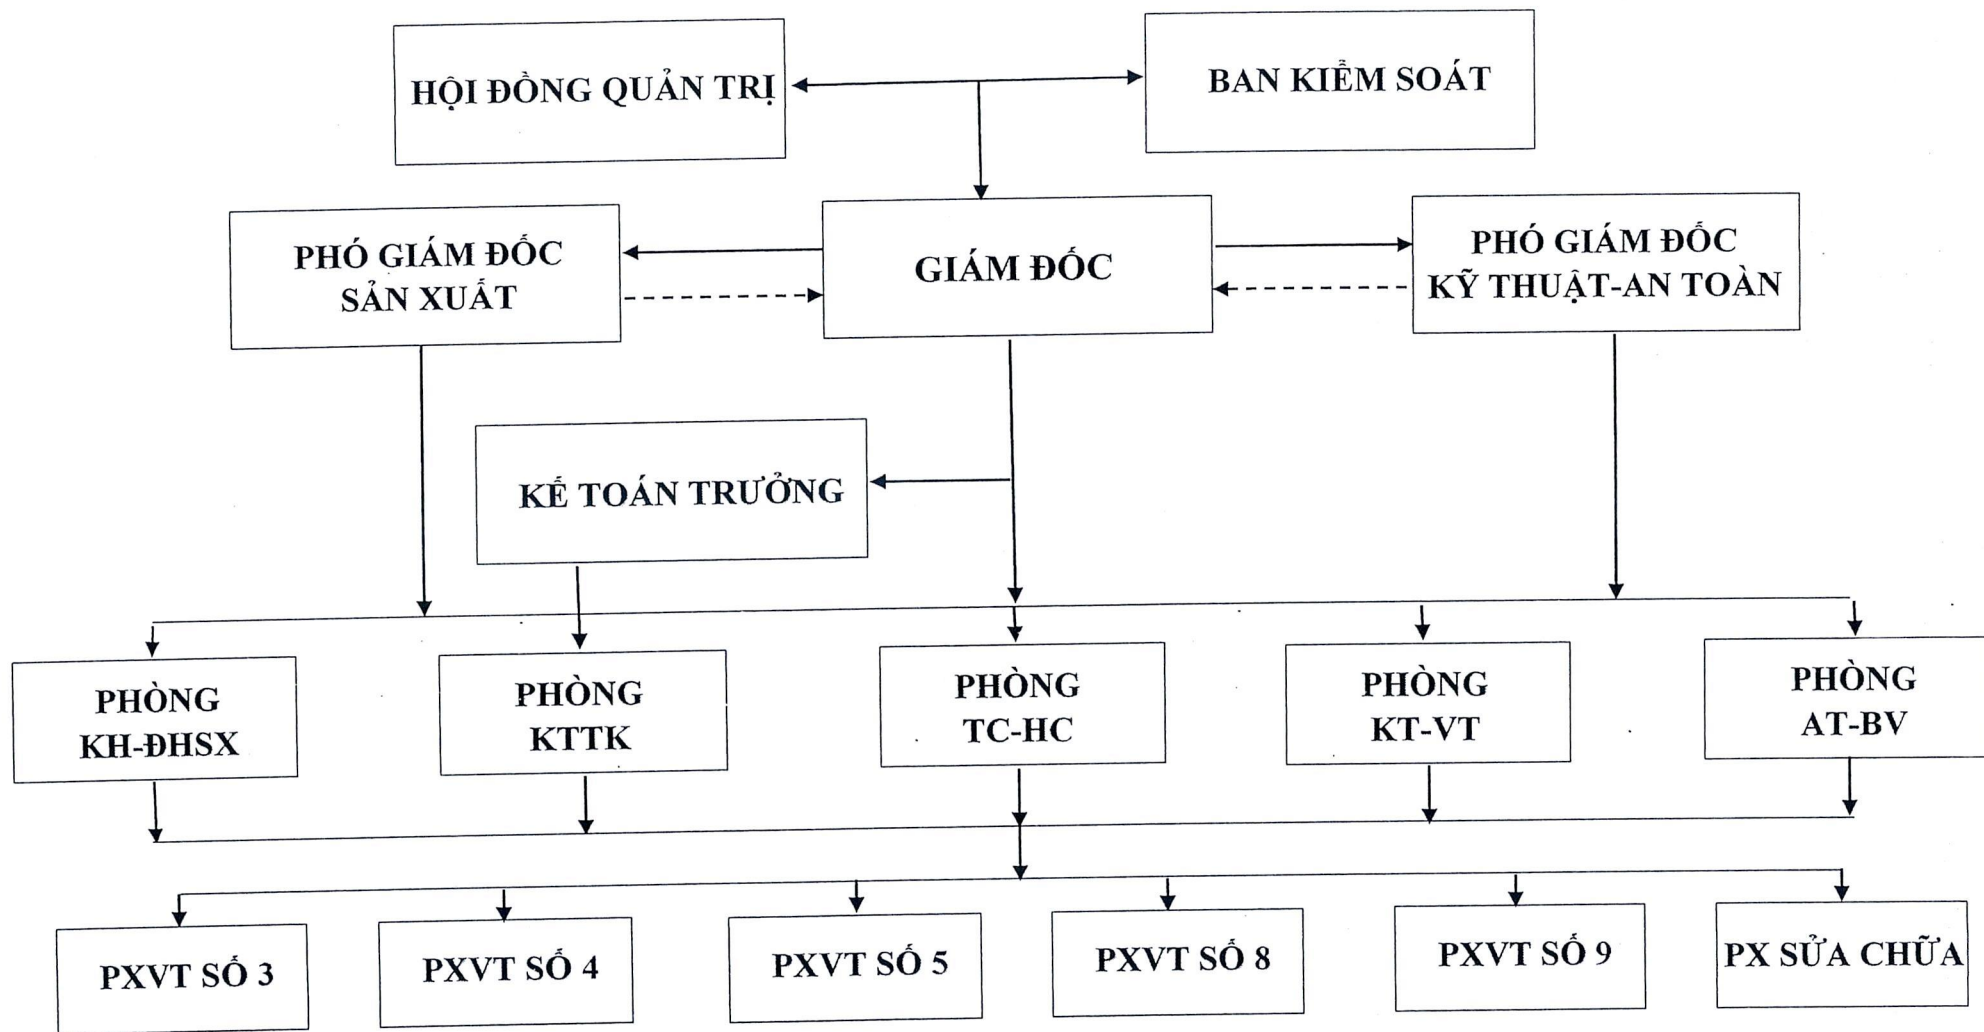 HỘI ĐỒNG QUẢN TRỊ
BAN KIỂM SOÁT
PHÓ GIÁM ĐỐC
SẢN XUẤT
GIÁM ĐỐC
PHÓ GIÁM ĐỐC
KỸ THUẬT-AN TOÀN
KẾ TOÁN TRƯỞNG
PHÒNG
KH-ĐHSX
PHÒNG
KTTK
PHÒNG
TC-HC
PHÒNG
KT-VT
PHÒNG
AT-BV
PXVT SỐ 3
PXVT SỐ 4
PXVT SỐ 5
PXVT SỐ 8
PXVT SỐ 9
PX SỬA CHỮA